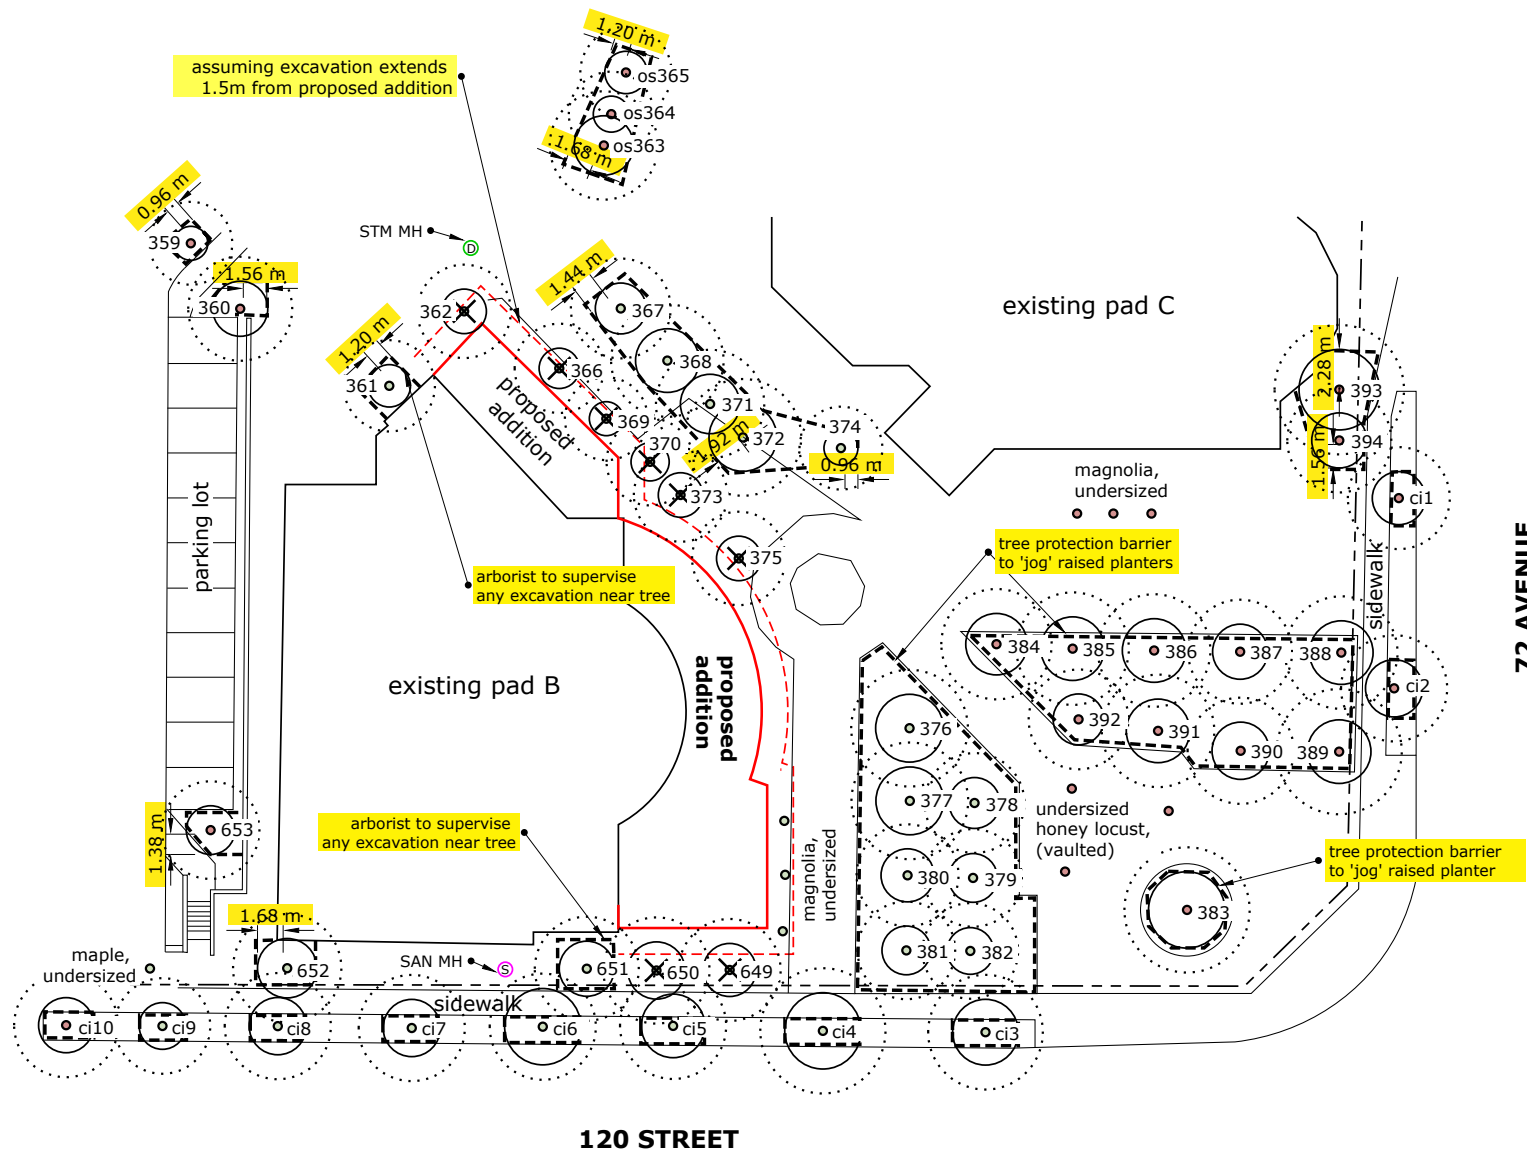 1.20 m
os365
os364
os363
1.68 m
assuming excavation extends
1.5m from proposed addition
0.96 m
359
STM MH
D
1.56 m
360
362
1.44 m
367
1.20 m
361
366
368
369
371
370
1.92 m
372
374
0.96 m
373
375
proposed
addition
existing pad C
2.28 m
393
394
1.56 m
magnolia,
undersized
ci1
sidewalk
ci2
72 AVENUE
parking lot
arborist to supervise
any excavation near tree
tree protection barrier
to 'jog' raised planters
384
385
386
387
388
392
391
390
389
existing pad B
proposed
addition
376
377
378
380
379
381
382
undersized
honey locust,
(vaulted)
tree protection barrier
to 'jog' raised planter
383
653
1.38 m
arborist to supervise
any excavation near tree
magnolia,
undersized
1.68 m
maple,
undersized
652
SAN MH
S
651
650
649
sidewalk
ci10
ci9
ci8
ci7
ci6
ci5
ci4
ci3
120 STREET